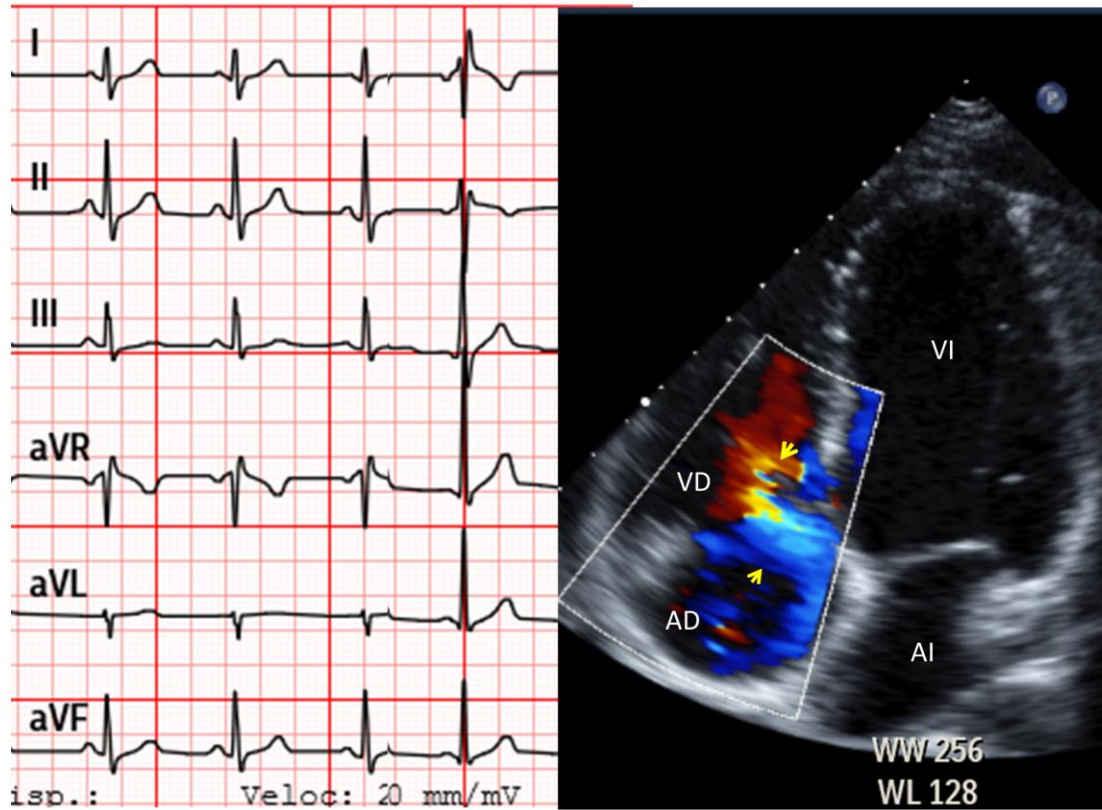 I
II
III
aVR
aVL
aVF
isp.: Veloc: 20 mm/mV
P
VI
VD
AD
AI
WW 256
WL 128